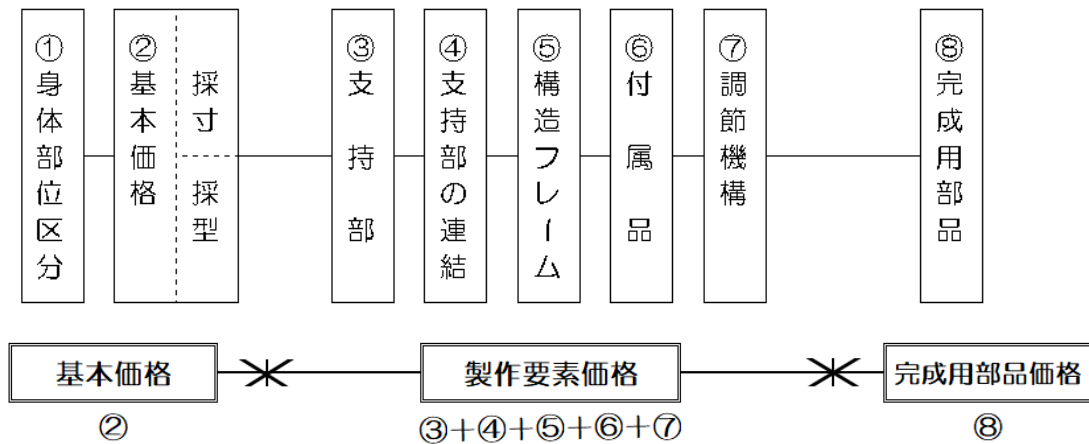 ①身体部位区分
②基本価格
採寸
採型
③支持部
④支持部の連結
⑤構造フレーム
⑥付属品
⑦調節機構
⑧完成用部品
基本価格
製作要素価格
完成用部品価格
②
③+④+⑤+⑥+⑦
⑧